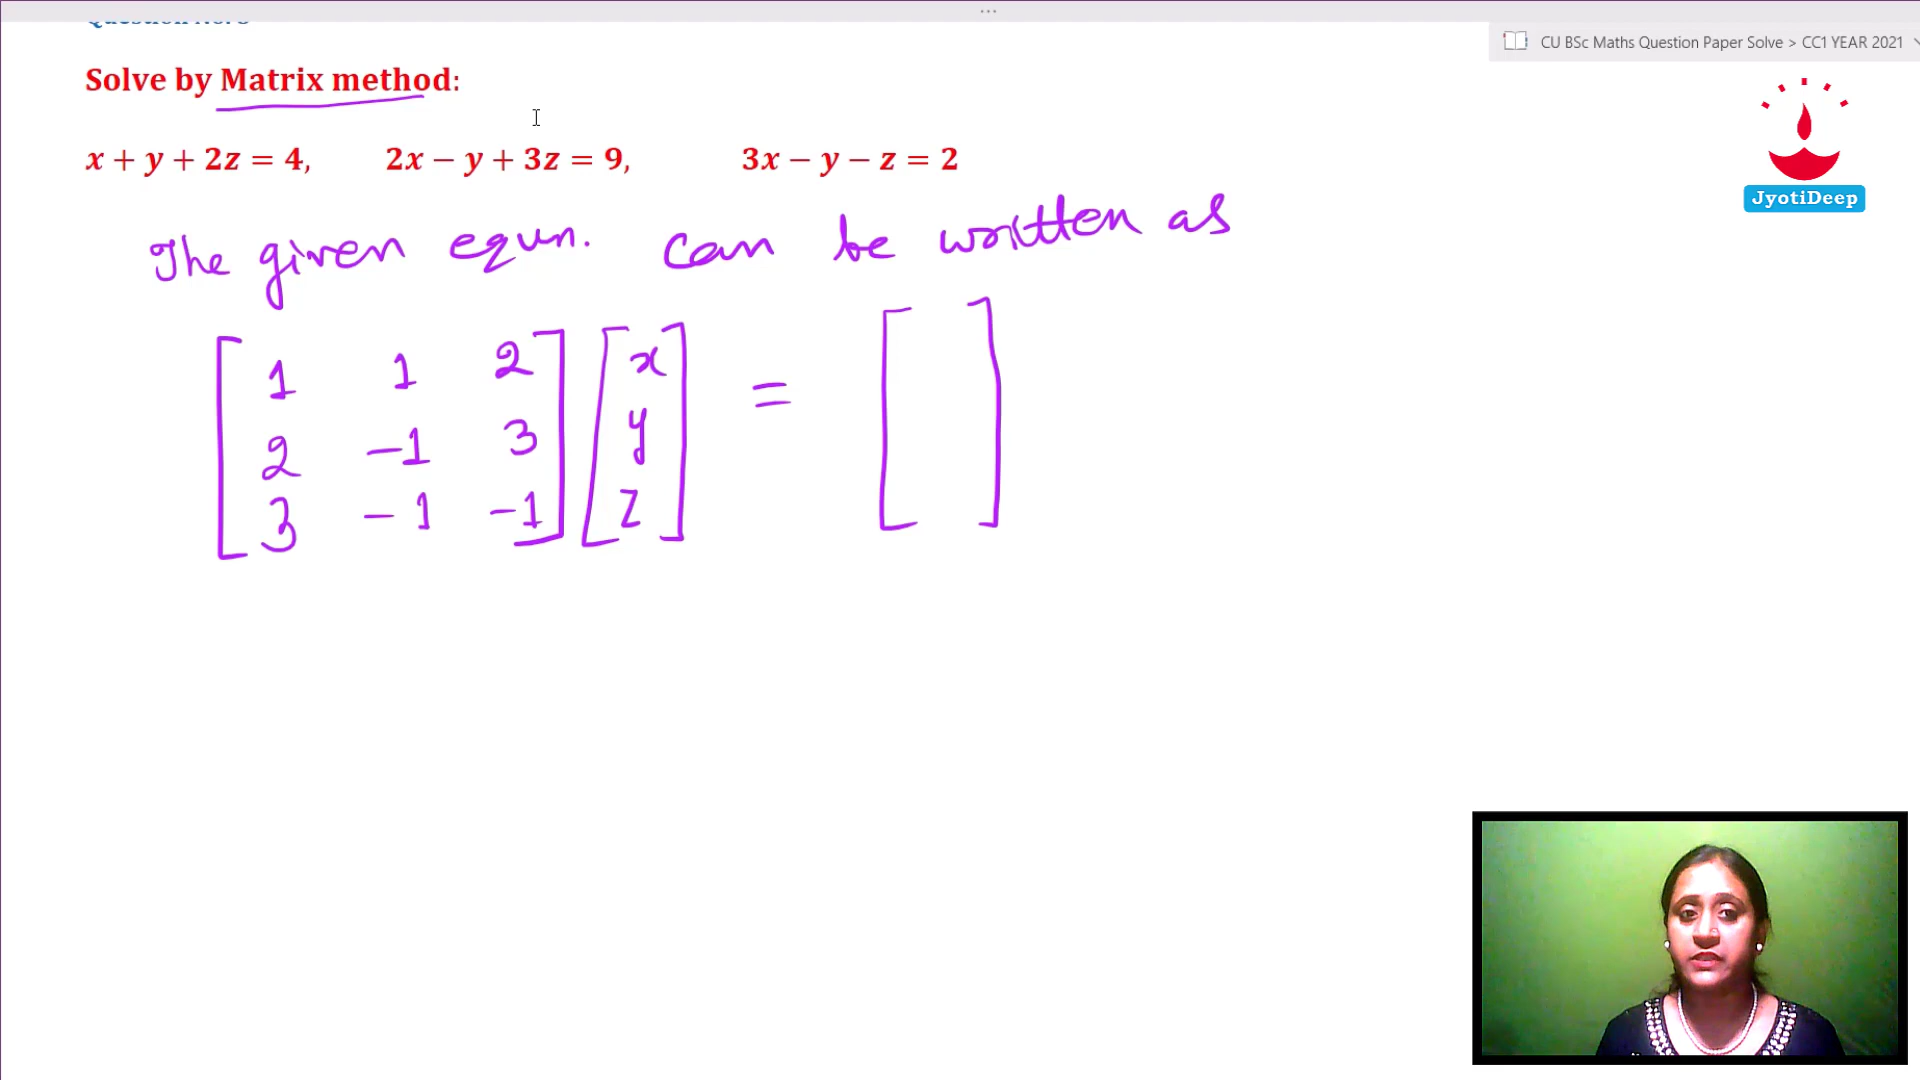 CU BSc Maths Question Paper Solve > CC1 YEAR 2021
Solve by Matrix method:
x + y + 2z = 4, 2x − y + 3z = 9, 3x − y − z = 2
JyotiDeep
The given equn. can be written as
[ 1 1 2 ] [ x ] = [ ]
2 -1 3 y
3 -1 -1 z